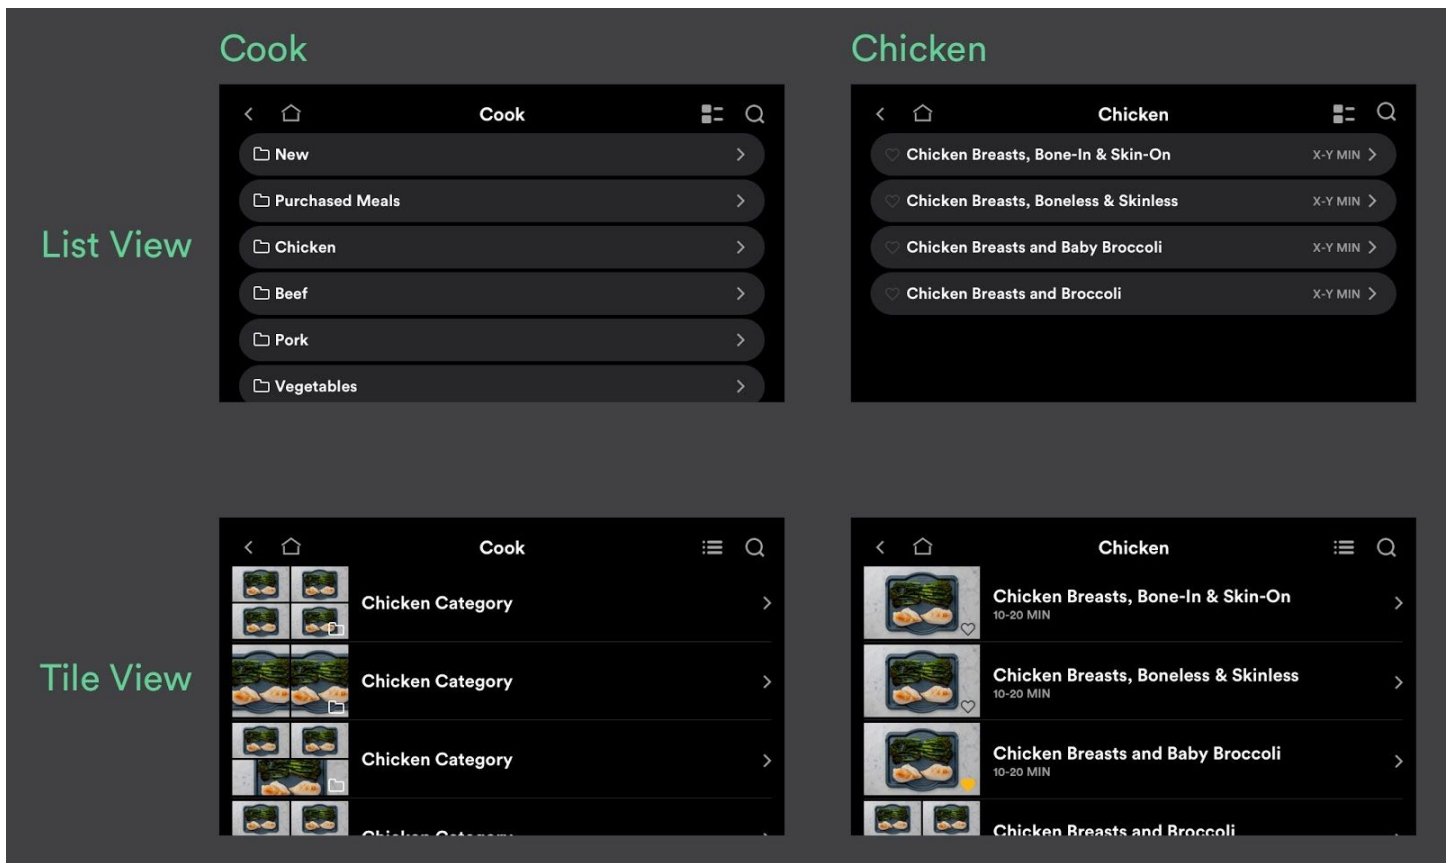 Cook
Chicken
List View
Cook
New
Purchased Meals
Chicken
Beef
Pork
Vegetables
Chicken
Chicken Breasts, Bone-In & Skin-On X-Y MIN
Chicken Breasts, Boneless & Skinless X-Y MIN
Chicken Breasts and Baby Broccoli X-Y MIN
Chicken Breasts and Broccoli X-Y MIN
Tile View
Cook
Chicken Category
Chicken Category
Chicken Category
Chicken Category
Chicken
Chicken Breasts, Bone-In & Skin-On
10-20 MIN
Chicken Breasts, Boneless & Skinless
10-20 MIN
Chicken Breasts and Baby Broccoli
10-20 MIN
Chicken Breasts and Broccoli